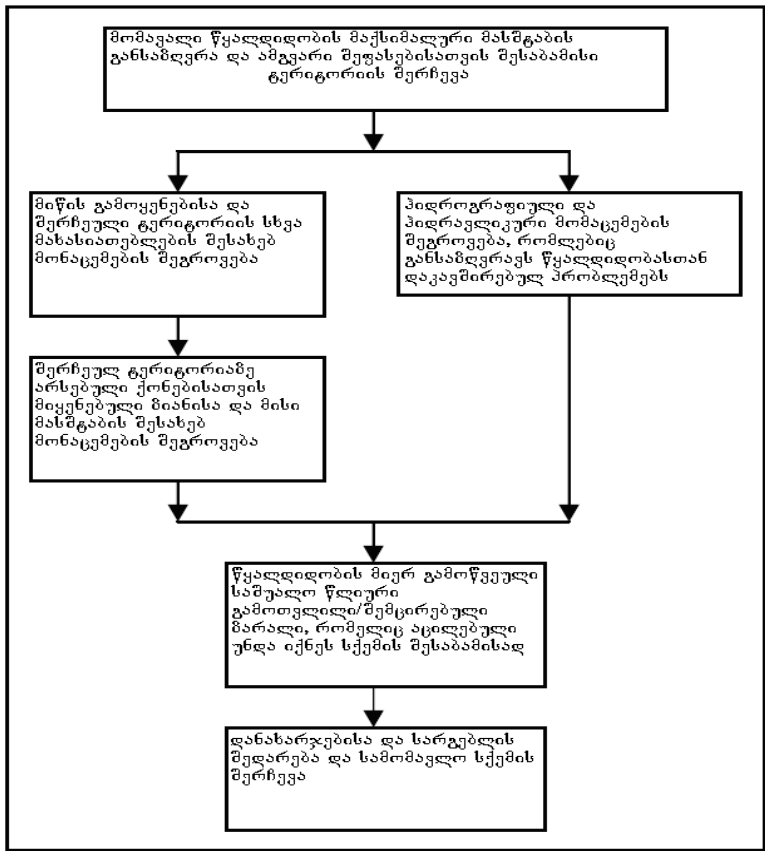 მომავალი წყალდიდობის მაქსიმალური მასშტაბის
განსაზღვრა და ამგვარი შეფასებისათვის შესაბამისი
ტერიტორიის შერჩევა
მიწის გამოყენებისა და
შერჩეული ტერიტორიის სხვა
მახასიათებლების შესახებ
მონაცემების შეგროვება
ჰიდროგრაფიული და
ჰიდრავლიკური მომაცემების
შეგროვება, რომლებიც
განსაზღვრავს წყალდიდობასთან
დაკავშირებულ პრობლემებს
შერჩეულ ტერიტორიაზე
არსებული ქონებისათვის
მიყენებული ზიანისა და მისი
მასშტაბის შესახებ
მონაცემების შეგროვება
წყალდიდობის მიერ გამოწვეული
საშუალო წლიური
გამოთვლილი/შემცირებული
ზარალი, რომელიც აცილებული
უნდა იქნეს სქემის შესაბამისად
დანახარჯებისა და სარგებლის
შედარება და სამომავლო სქემის
შერჩევა